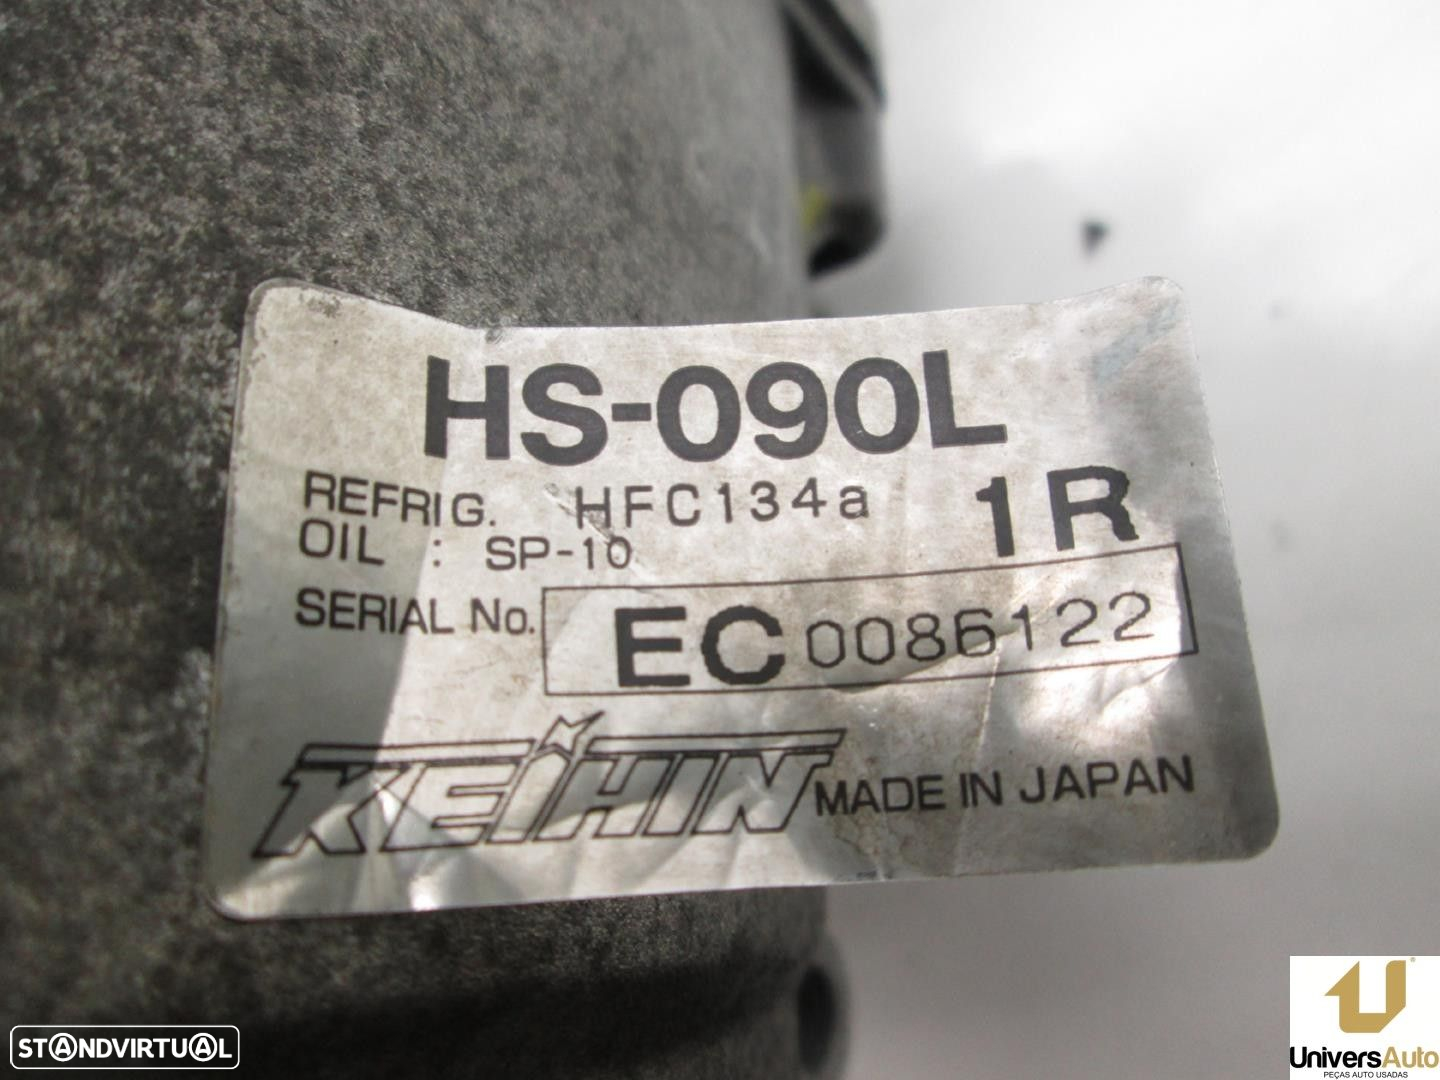 HS-090L
REFRIG. HFC134a 1R
OIL : SP-10
SERIAL No. EC0086122
KEIHIN MADE IN JAPAN
STANDVIRTUAL
UniversAuto
PEÇAS AUTO USADAS